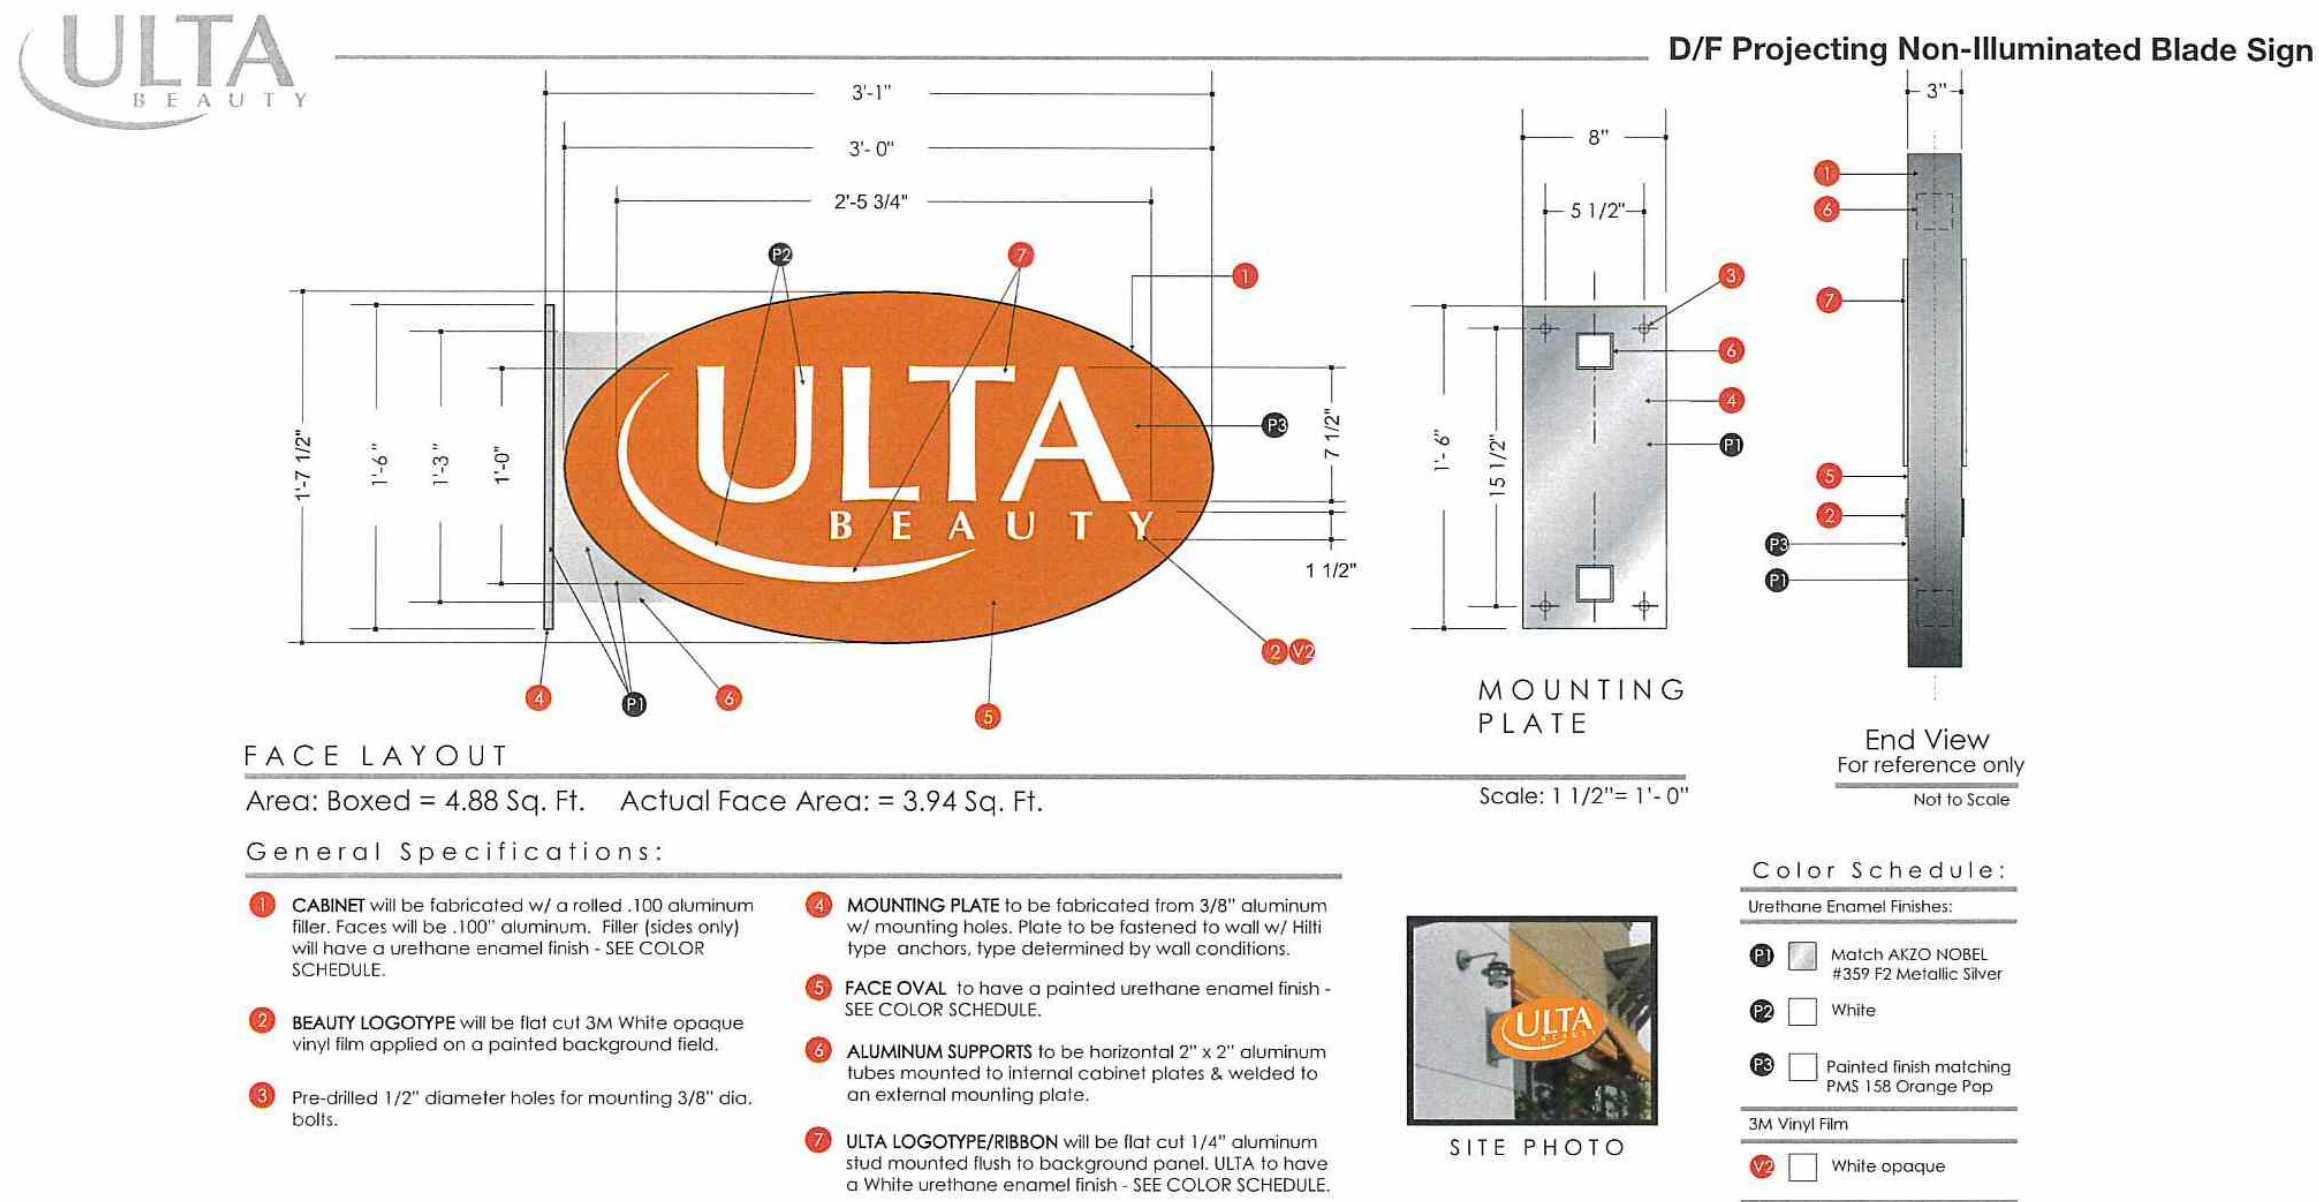 ULTA
BEAUTY
D/F Projecting Non-Illuminated Blade Sign
3'-1"
3'- 0"
2'-5 3/4"
P2
7
1
ULTA
BEAUTY
P3
1'-7 1/2"
1'-6"
1'-3"
1'-0"
7 1/2"
1 1/2"
2 V2
4
P1
6
5
8"
5 1/2"
3
6
4
P1
1'- 6"
15 1/2"
MOUNTING
PLATE
3"
1
6
7
5
2
P3
P1
End View
For reference only
Not to Scale
FACE LAYOUT
Area: Boxed = 4.88 Sq. Ft. Actual Face Area: = 3.94 Sq. Ft.
Scale: 1 1/2"= 1'- 0"
General Specifications:
1 CABINET will be fabricated w/ a rolled .100 aluminum
filler. Faces will be .100" aluminum. Filler (sides only)
will have a urethane enamel finish - SEE COLOR
SCHEDULE.
2 BEAUTY LOGOTYPE will be flat cut 3M White opaque
vinyl film applied on a painted background field.
3 Pre-drilled 1/2" diameter holes for mounting 3/8" dia.
bolts.
4 MOUNTING PLATE to be fabricated from 3/8" aluminum
w/ mounting holes. Plate to be fastened to wall w/ Hilti
type anchors, type determined by wall conditions.
5 FACE OVAL to have a painted urethane enamel finish -
SEE COLOR SCHEDULE.
6 ALUMINUM SUPPORTS to be horizontal 2" x 2" aluminum
tubes mounted to internal cabinet plates & welded to
an external mounting plate.
7 ULTA LOGOTYPE/RIBBON will be flat cut 1/4" aluminum
stud mounted flush to background panel. ULTA to have
a White urethane enamel finish - SEE COLOR SCHEDULE.
ULTA
BEAUTY
SITE PHOTO
Color Schedule:
Urethane Enamel Finishes:
P1 Match AKZO NOBEL
#359 F2 Metallic Silver
P2 White
P3 Painted finish matching
PMS 158 Orange Pop
3M Vinyl Film
V2 White opaque